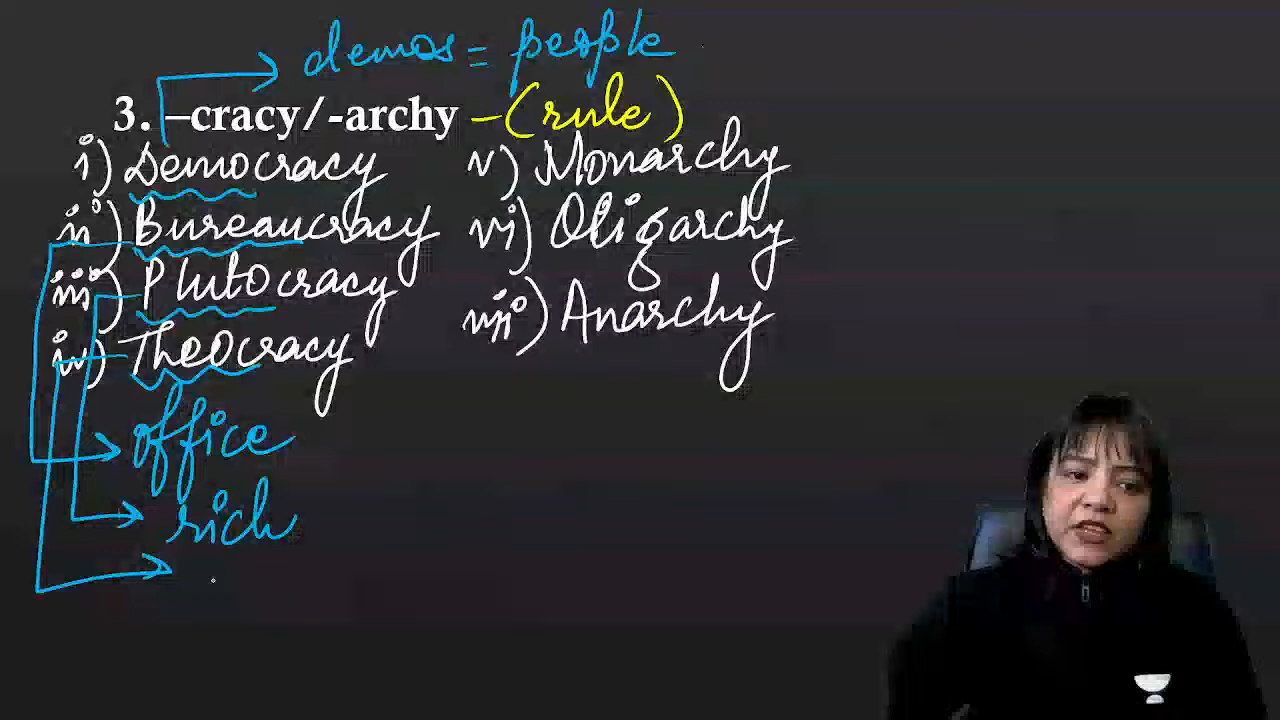 demos = people
3. –cracy/-archy – (rule)
i) Democracy
ii) Bureaucracy
iii) Plutocracy
iv) Theocracy
v) Monarchy
vi) Oligarchy
vii) Anarchy
office
rich